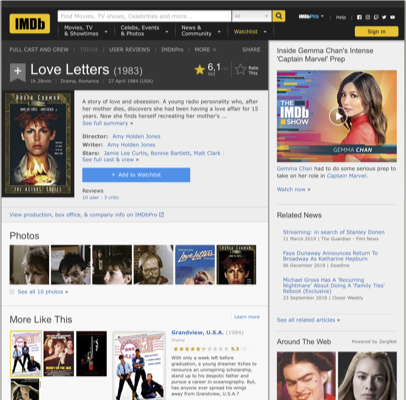 IMDb
Find Movies, TV shows, Celebrities and more...
All
IMDbPro
Help
Movies, TV
& Showtimes
Celebs, Events
& Photos
News &
Community
Watchlist
Sign in
FULL CAST AND CREW | TRIVIA | USER REVIEWS | IMDbPro | MORE
SHARE
Love Letters (1983)
1h 28min | Drama, Romance | 27 April 1984 (USA)
6,1
Rate
This
A story of love and obsession. A young radio personality who,
after her mother dies, discovers she had been having a love affair for 15
years. Now she finds herself recreating her mother's ...
See full summary »
Director: Amy Holden Jones
Writer: Amy Holden Jones
Stars: Jamie Lee Curtis, Bonnie Bartlett, Matt Clark
See full cast & crew »
+ Add to Watchlist
Reviews
10 user | 3 critic
View production, box office, & company info on IMDbPro
Photos
Love Letters
See all 10 photos »
More Like This
Learn more
Grandview, U.S.A. (1984)
Drama
With only a week left before
graduation, a young dreamer itches to
renounce an uninspiring scholarship,
stand up to his despotic father and
pursue a career in oceanography. But,
has anyone ever spread his wings
away from Grandview, U.S.A.?
Inside Gemma Chan's Intense
'Captain Marvel' Prep
THE
IMDb
SHOW
GEMMA CHAN
Gemma Chan had to do some serious prep to
take on her role in Captain Marvel.
Watch now »
Related News
Streaming: in search of Stanley Donen
11 March 2019 | The Guardian - Film News
Faye Dunaway Announces Return To
Broadway As Katharine Hepburn
06 December 2018 | Deadline
Michael Gross Has A 'Recurring
Nightmare' About Doing A 'Family Ties'
Reboot (Exclusive)
23 September 2018 | Closer Weekly
See all related articles »
Around The Web
Powered by ZergNet